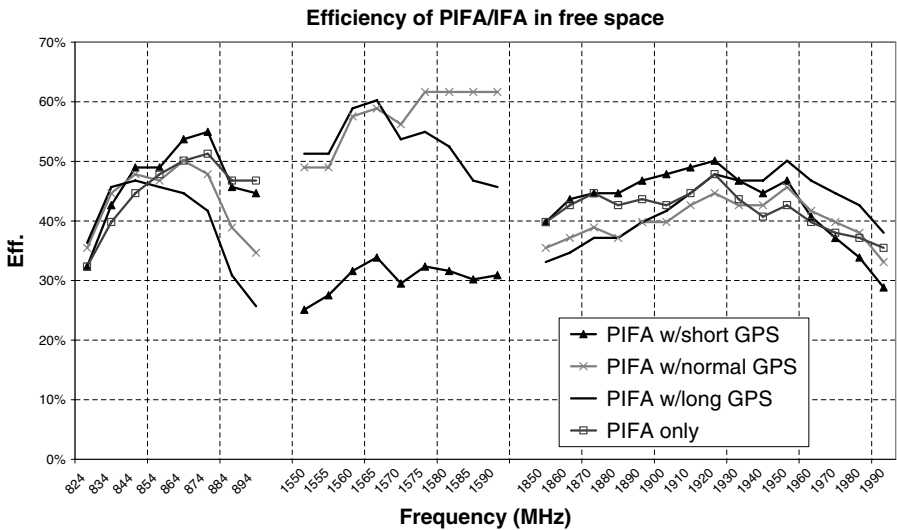 Efficiency of PIFA/IFA in free space
70%
60%
50%
40%
30%
20%
10%
0%
Eff.
PIFA w/short GPS
PIFA w/normal GPS
PIFA w/long GPS
PIFA only
824 834 844 854 864 874 884 894 1550 1555 1560 1565 1570 1575 1580 1585 1590 1850 1860 1870 1880 1890 1900 1910 1920 1930 1940 1950 1960 1970 1980 1990
Frequency (MHz)